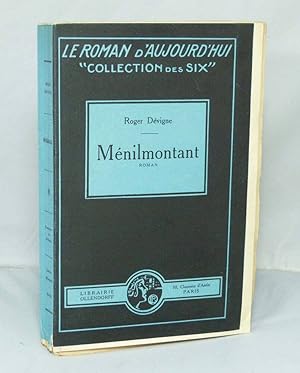 LE ROMAN D'AUJOURD'HUI
"COLLECTION DES SIX"
Roger Dévigne
Ménilmontant
ROMAN
LIBRAIRIE
OLLENDORFF
50, Chaussée d'Antin
PARIS